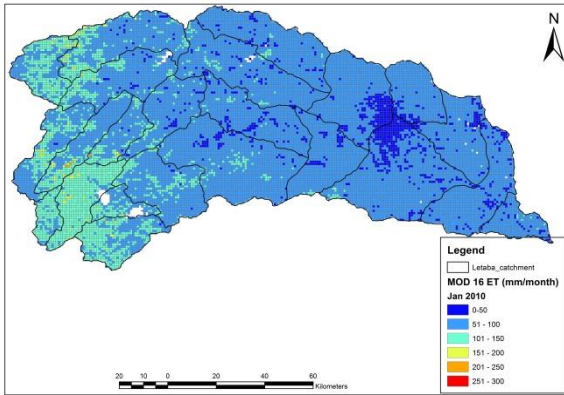 N
Legend
Letaba_catchment
MOD 16 ET (mm/month)
Jan 2010
0-50
51 - 100
101 - 150
151 - 200
201 - 250
251 - 300
20 10 0 20 40 60
Kilometers